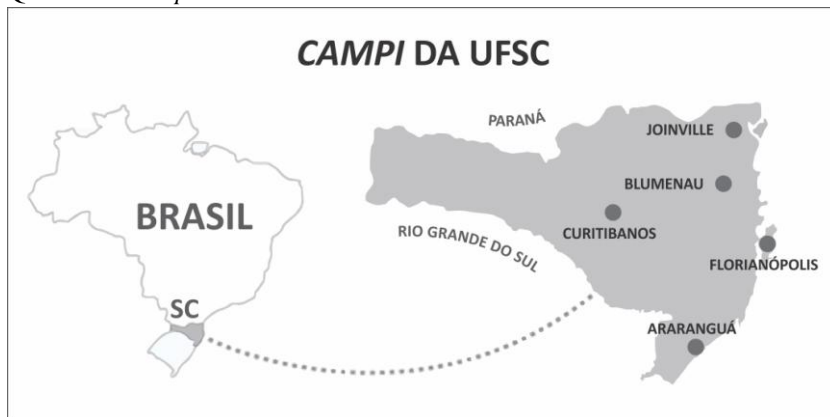 CAMPI DA UFSC
BRASIL
SC
PARANÁ
RIO GRANDE DO SUL
JOINVILLE
BLUMENAU
CURITIBANOS
FLORIANÓPOLIS
ARARANGUÁ